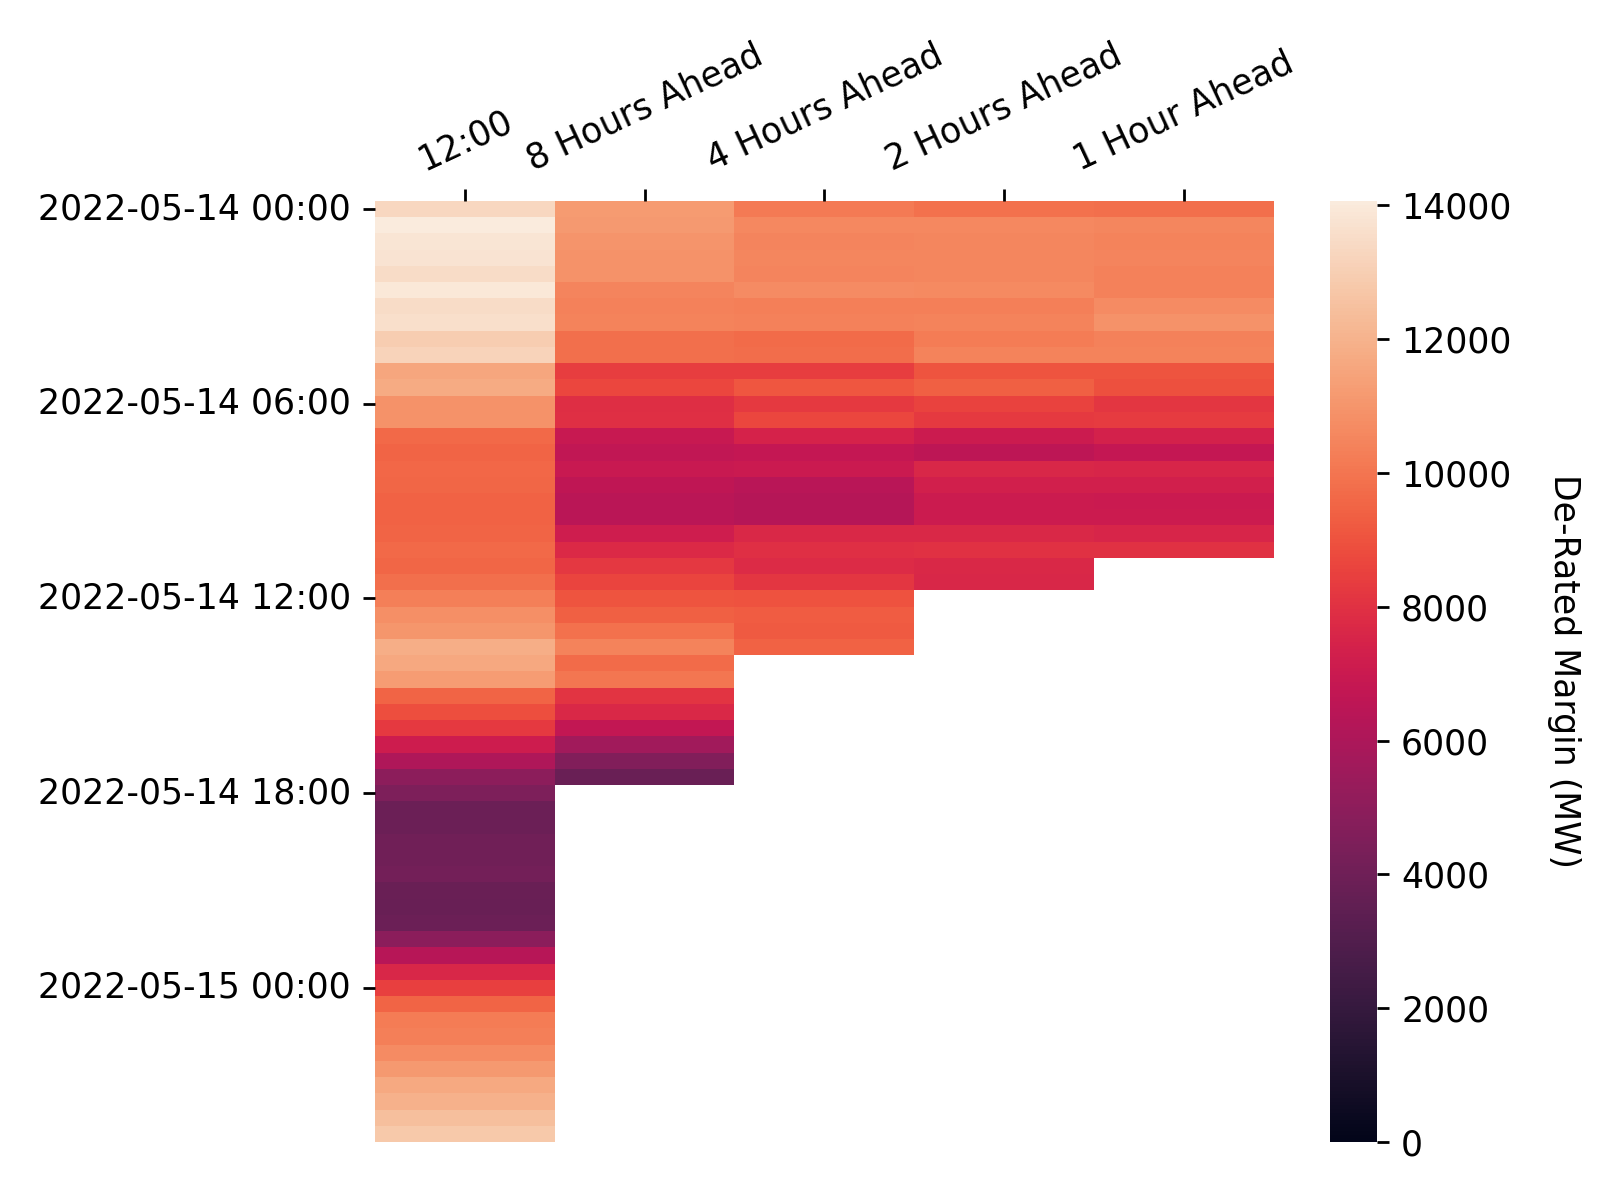 12:00
8 Hours Ahead
4 Hours Ahead
2 Hours Ahead
1 Hour Ahead
2022-05-14 00:00
2022-05-14 06:00
2022-05-14 12:00
2022-05-14 18:00
2022-05-15 00:00
14000
12000
10000
8000
6000
4000
2000
0
De-Rated Margin (MW)